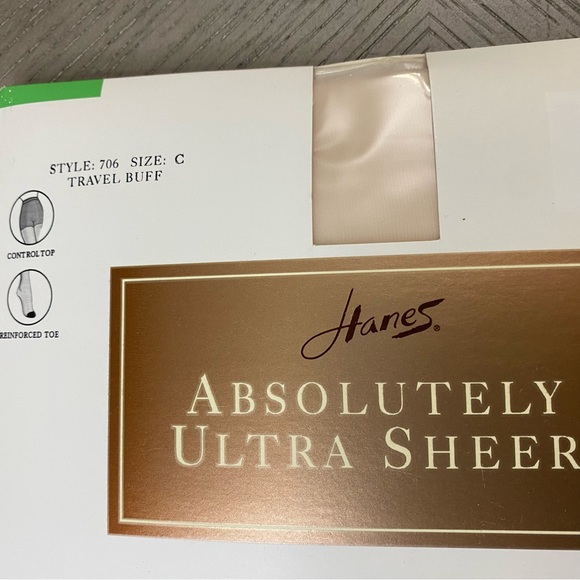 STYLE: 706 SIZE: C
TRAVEL BUFF
CONTROL TOP
REINFORCED TOE
Hanes®
ABSOLUTELY
ULTRA SHEER